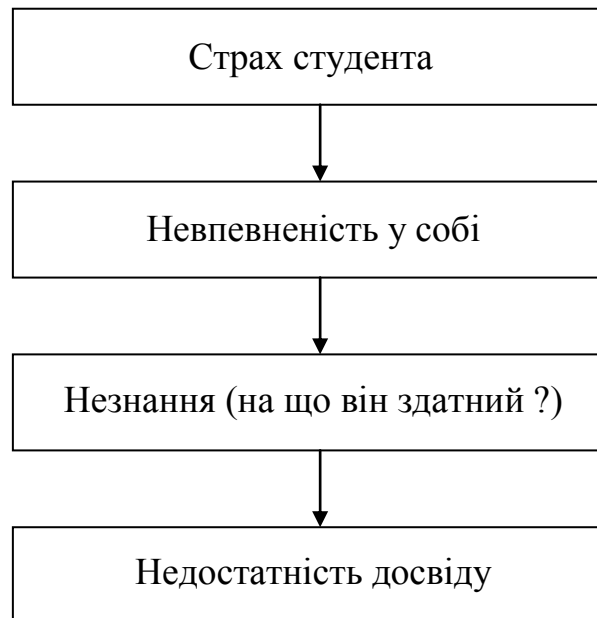 Страх студента
Невпевненість у собі
Незнання (на що він здатний ?)
Недостатність досвіду